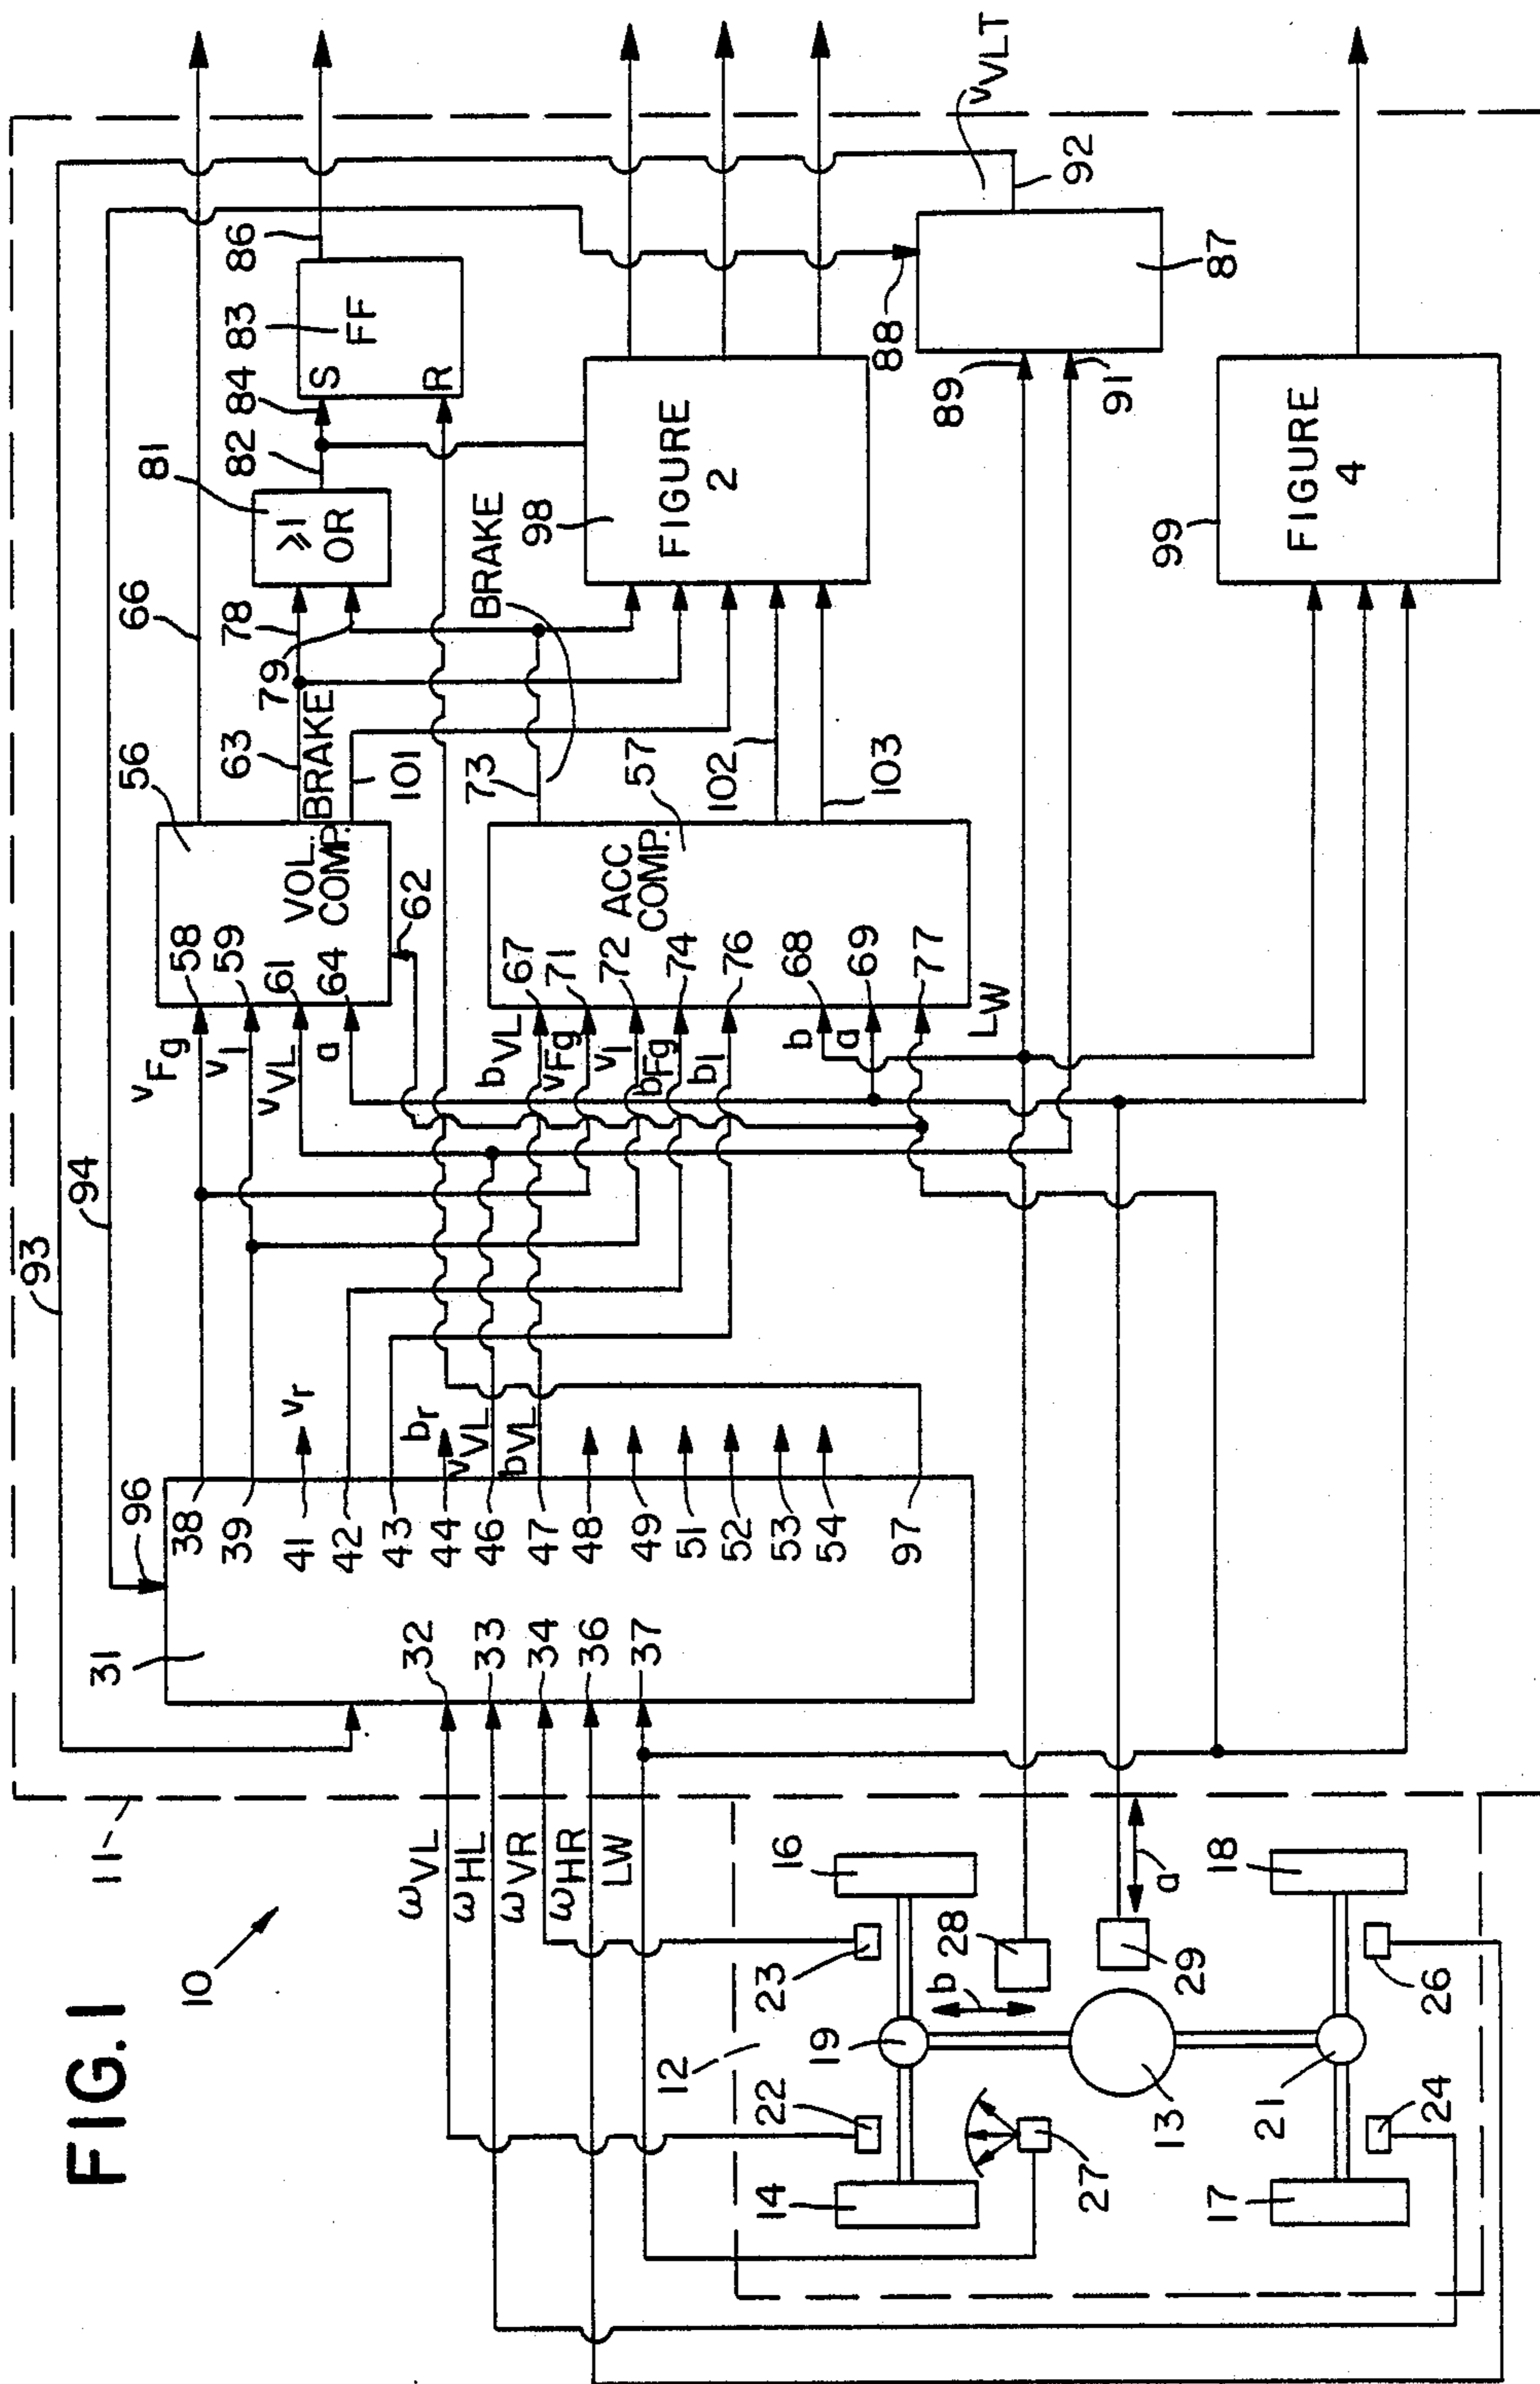 FIG.1
10
11
93
94
96
31
32
33
34
36
37
ωVL
ωHL
ωVR
ωHR
LW
38
39
41
42
43
44
46
47
48
49
51
52
53
54
97
vr
br
vVL
bVL
vFg
vI
vVL
a
58
59
61
64
62
56
VOL.
COMP.
66
63
BRAKE
101
78
79
81
≥1
OR
82
84
S
R
83
FF
86
bVL
vFg
vI
bFg
bI
b
a
LW
67
71
72
74
76
68
69
77
ACC
COMP.
57
73
BRAKE
102
103
98
FIGURE
2
88
89
91
87
92
vVLT
99
FIGURE
4
12
22
23
14
16
19
b
28
27
13
29
a
17
18
21
24
26